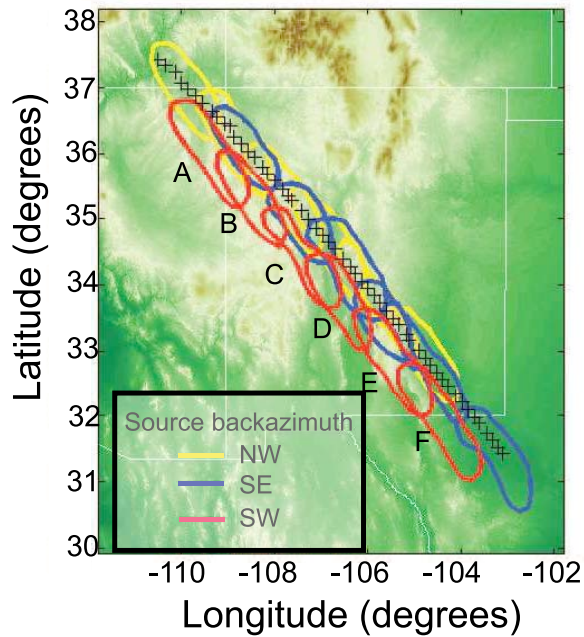 38
37
36
35
34
33
32
31
30
Latitude (degrees)
A
B
C
D
E
F
Source backazimuth
NW
SE
SW
-110 -108 -106 -104 -102
Longitude (degrees)